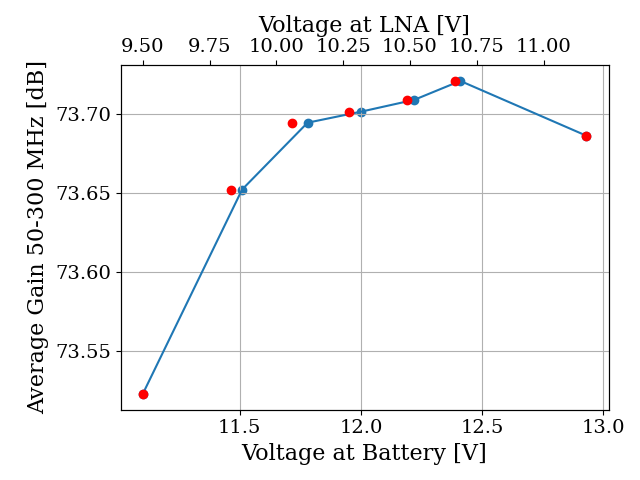 Voltage at LNA [V]
9.50 9.75 10.00 10.25 10.50 10.75 11.00
Average Gain 50-300 MHz [dB]
73.70
73.65
73.60
73.55
11.5 12.0 12.5 13.0
Voltage at Battery [V]